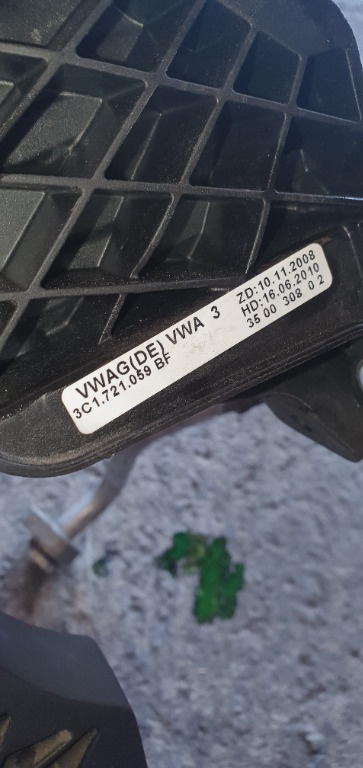 VWAG(DE) VWA 3
3C1.721.059 BF
ZD:10.11.2008
HD:16.06.2010
35 00 308 0 2